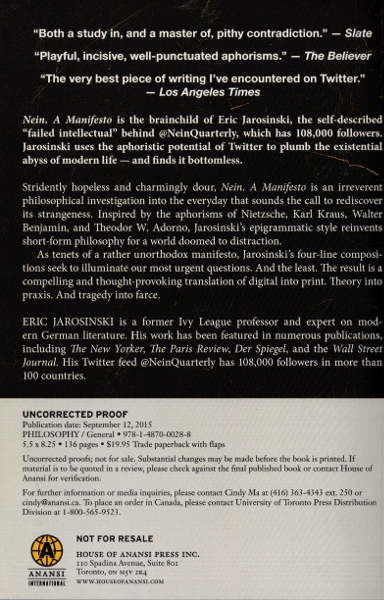 “Both a study in, and a master of, pithy contradiction.” — Slate
“Playful, incisive, well-punctuated aphorisms.” — The Believer
“The very best piece of writing I’ve encountered on Twitter.”
— Los Angeles Times
Nein. A Manifesto is the brainchild of Eric Jarosinski, the self-described
“failed intellectual” behind @NeinQuarterly, which has 108,000 followers.
Jarosinski uses the aphoristic potential of Twitter to plumb the existential
abyss of modern life — and finds it bottomless.
Stridently hopeless and charmingly dour, Nein. A Manifesto is an irreverent
philosophical investigation into the everyday that sounds the call to rediscover
its strangeness. Inspired by the aphorisms of Nietzsche, Karl Kraus, Walter
Benjamin, and Theodor W. Adorno, Jarosinski’s epigrammatic style reinvents
short-form philosophy for a world doomed to distraction.
As tenets of a rather unorthodox manifesto, Jarosinski’s four-line composi-
tions seek to illuminate our most urgent questions. And the least. The result is a
compelling and thought-provoking translation of digital into print. Theory into
praxis. And tragedy into farce.
ERIC JAROSINSKI is a former Ivy League professor and expert on mod-
ern German literature. His work has been featured in numerous publications,
including The New Yorker, The Paris Review, Der Spiegel, and the Wall Street
Journal. His Twitter feed @NeinQuarterly has 108,000 followers in more than
100 countries.
UNCORRECTED PROOF
Publication date: September 12, 2015
PHILOSOPHY / General • 978-1-4870-0028-8
5.5 x 8.25 • 136 pages • $19.95 Trade paperback with flaps
Uncorrected proofs; not for sale. Substantial changes may be made before the book is printed. If
material is to be quoted in a review, please check against the final published book or contact House of
Anansi for verification.
For further information or media inquiries, please contact Cindy Ma at (416) 363-4343 ext. 250 or
cindy@anansi.ca. To place an order in Canada, please contact University of Toronto Press Distribution
Division at 1-800-565-9523.
NOT FOR RESALE
HOUSE OF ANANSI PRESS INC.
110 Spadina Avenue, Suite 801
Toronto, ON M5V 2K4
WWW.HOUSEOFANANSI.COM
ANANSI
INTERNATIONAL